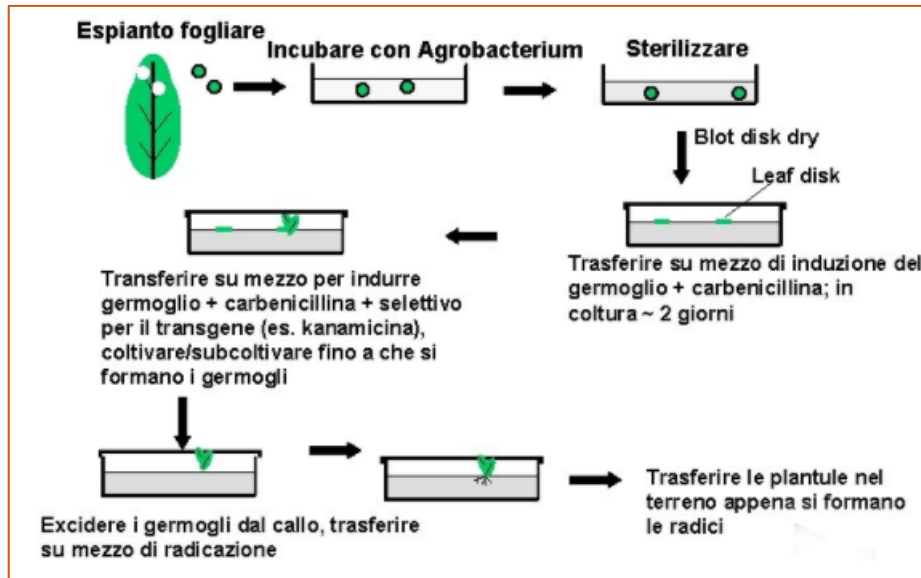 Espianto fogliare
Incubare con Agrobacterium
Sterilizzare
Blot disk dry
Leaf disk
Trasferire su mezzo di induzione del
germoglio + carbenicillina; in
coltura ~ 2 giorni
Transferire su mezzo per indurre
germoglio + carbenicillina + selettivo
per il transgene (es. kanamicina),
coltivare/subcoltivare fino a che si
formano i germogli
Excidere i germogli dal callo, trasferire
su mezzo di radicazione
Trasferire le plantule nel
terreno appena si formano
le radici